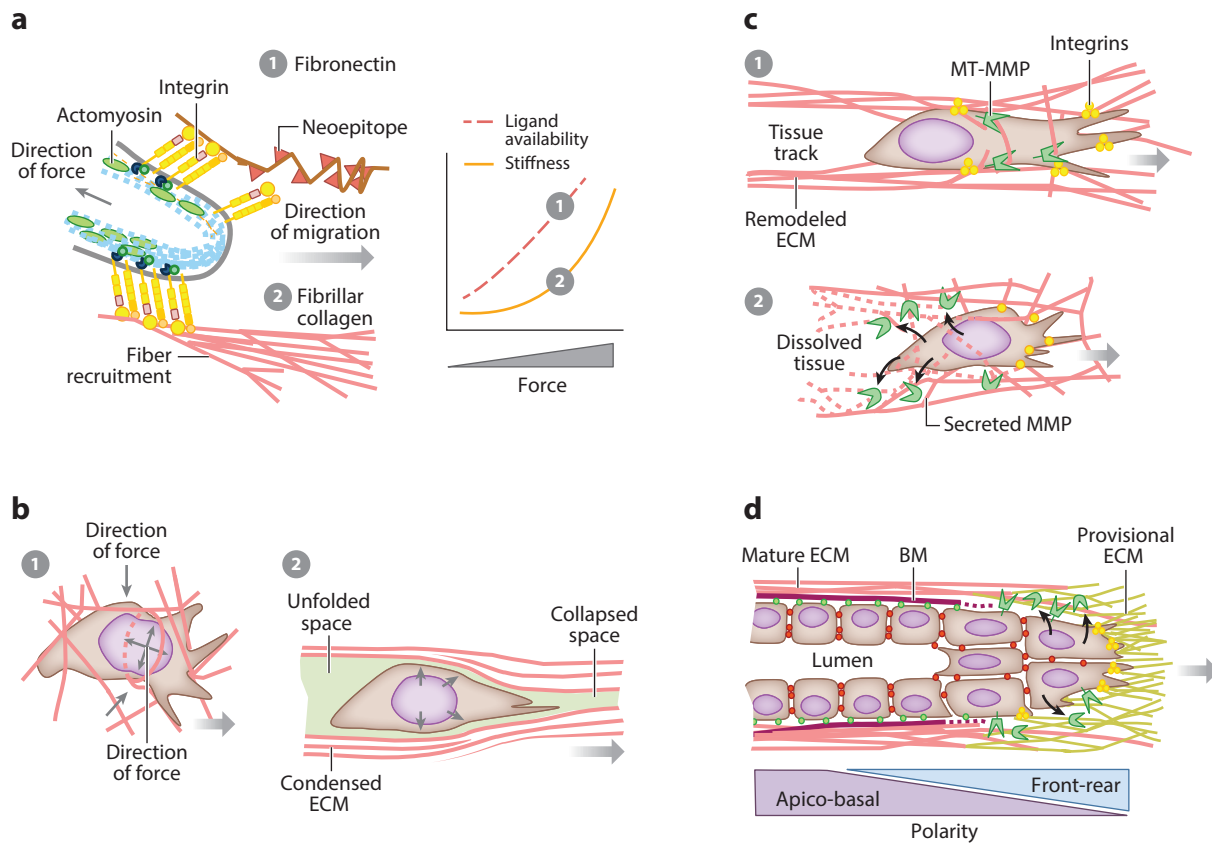 a
1 Fibronectin
Integrin
Actomyosin
Neoepitope
Direction
of force
Direction
of migration
2 Fibrillar
collagen
Fiber
recruitment
Ligand
availability
Stiffness
1
2
Force
b
1
Direction
of force
Direction
of force
2
Unfolded
space
Collapsed
space
Condensed
ECM
c
1
Integrins
MT-MMP
Tissue
track
Remodeled
ECM
2
Dissolved
tissue
Secreted MMP
d
Mature ECM
BM
Provisional
ECM
Lumen
Apico-basal
Front-rear
Polarity